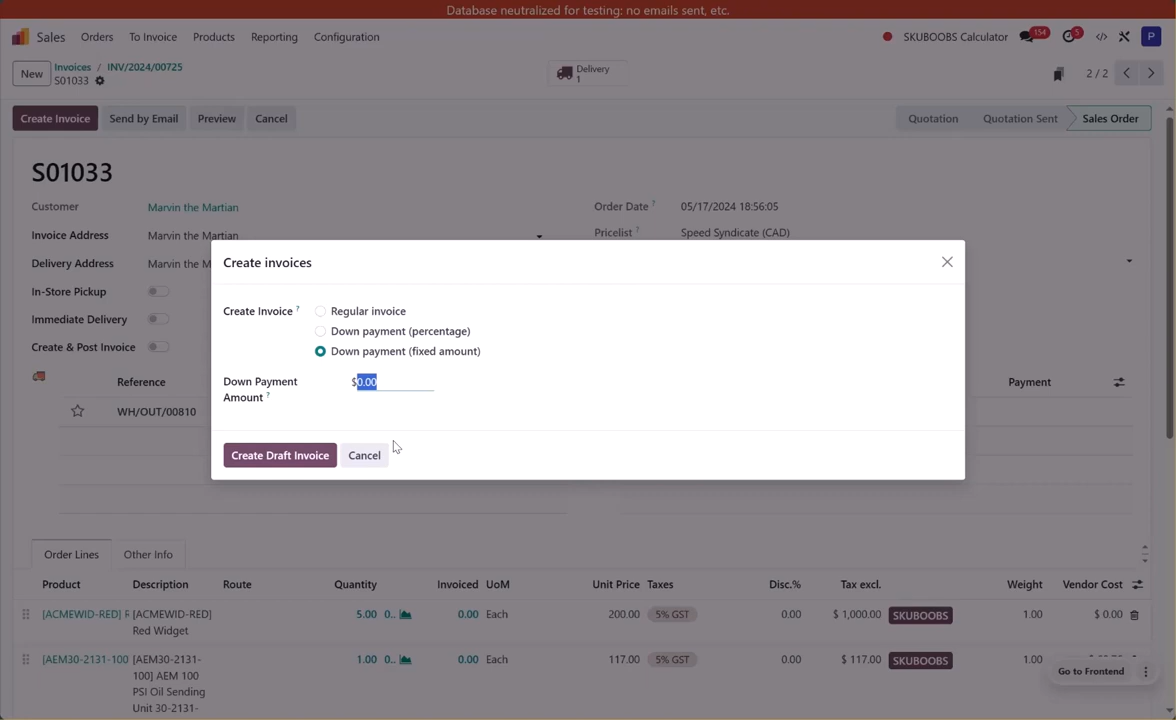 Database neutralized for testing: no emails sent, etc.
Sales Orders To Invoice Products Reporting Configuration SKUBOOBS Calculator 154 5 P
New Invoices / INV/2024/00725 Delivery 1 2 / 2
S01033
Create Invoice Send by Email Preview Cancel Quotation Quotation Sent Sales Order
S01033
Customer Marvin the Martian Order Date ? 05/17/2024 18:56:05
Invoice Address Marvin the Martian Pricelist ? Speed Syndicate (CAD)
Delivery Address Marvin the M
In-Store Pickup
Immediate Delivery
Create & Post Invoice
Reference Payment
WH/OUT/00810
Create invoices
Create Invoice ? Regular invoice
Down payment (percentage)
Down payment (fixed amount)
Down Payment Amount ? $0.00
Create Draft Invoice Cancel
Order Lines Other Info
Product Description Route Quantity Invoiced UoM Unit Price Taxes Disc.% Tax excl. Weight Vendor Cost
[ACMEWID-RED] R [ACMEWID-RED] 5.00 0.. 0.00 Each 200.00 5% GST 0.00 $ 1,000.00 SKUBOOBS 1.00 $ 0.00
Red Widget
[AEM30-2131-100 [AEM30-2131- 1.00 0.. 0.00 Each 117.00 5% GST 0.00 $ 117.00 SKUBOOBS 1.00
100] AEM 100
PSI Oil Sending
Unit 30-2131-
Go to Frontend